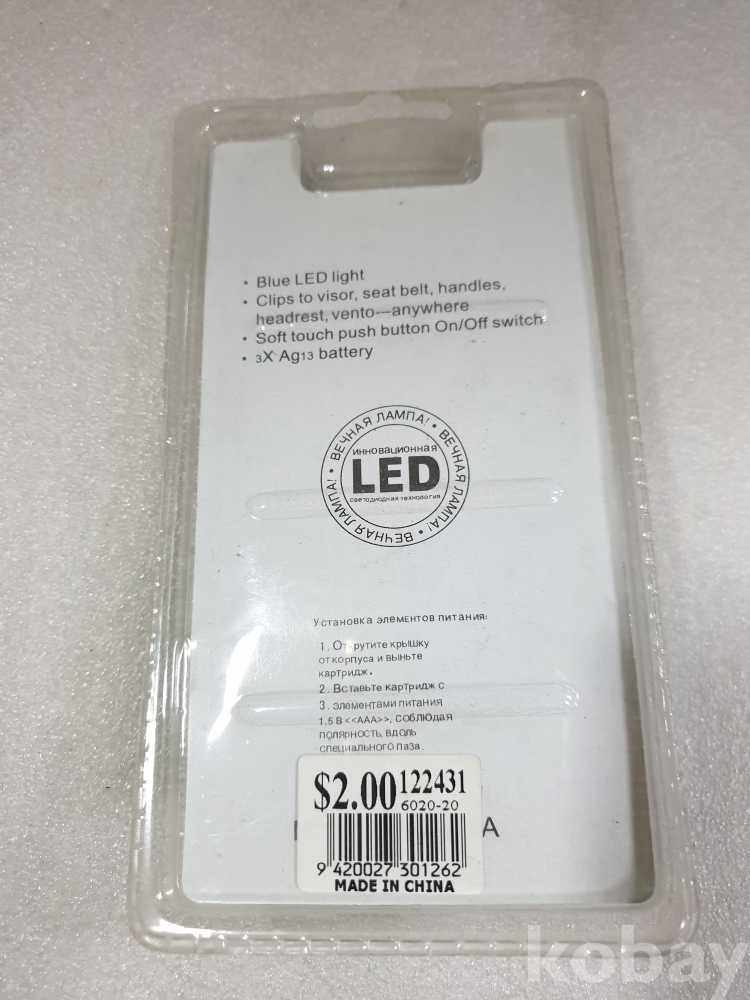 • Blue LED light
• Clips to visor, seat belt, handles,
headrest, vento---anywhere
• Soft touch push button On/Off switch
• 3X Ag13 battery
ВЕЧНАЯ ЛАМПА! • ВЕЧНАЯ ЛАМПА! • ВЕЧНАЯ ЛАМПА! •
ИННОВАЦИОННАЯ
LED
СВЕТОДИОДНАЯ ТЕХНОЛОГИЯ
Установка элементов питания:
1. Открутите крышку
от корпуса и выньте
картридж.
2. Вставьте картридж с
3. элементами питания
1.5 В <<ААА>>, соблюдая
полярность, вдоль
специального паза.
$2.00 122431
6020-20
A
9 420027 301262
MADE IN CHINA
kobay